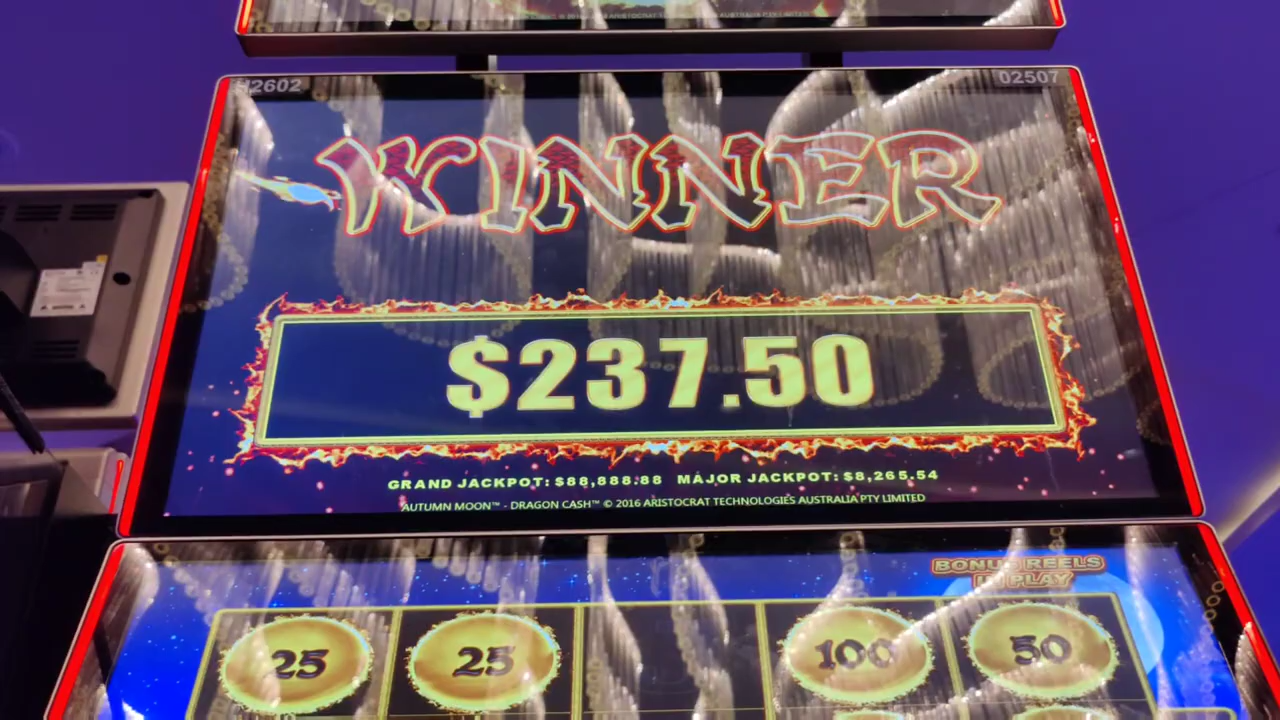 H2602 02507
WINNER
$237.50
GRAND JACKPOT: $88,888.88 MAJOR JACKPOT: $8,265.54
AUTUMN MOON™ - DRAGON CASH™ © 2016 ARISTOCRAT TECHNOLOGIES AUSTRALIA PTY LIMITED
BONUS REELS
IN PLAY
25 25 100 50